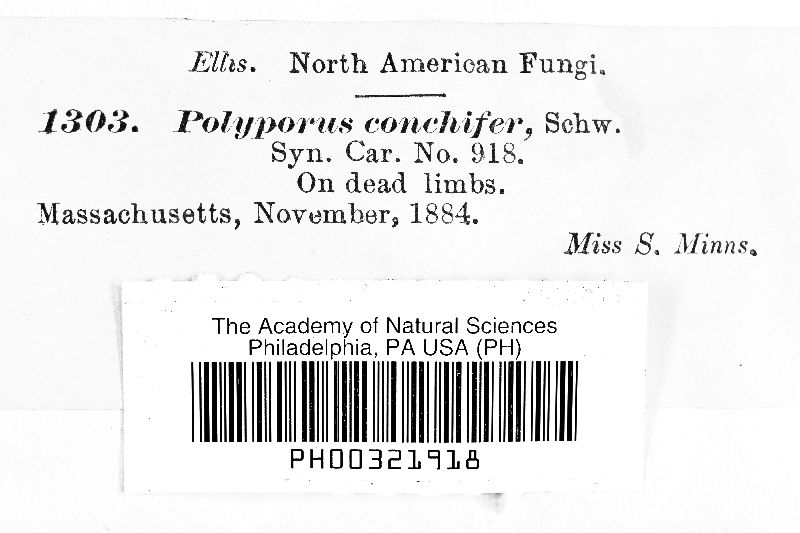 Ellis. North American Fungi.
1303. Polyporus conchifer, Schw.
Syn. Car. No. 918.
On dead limbs.
Massachusetts, November, 1884.
Miss S. Minns.
The Academy of Natural Sciences
Philadelphia, PA USA (PH)
PH00321918